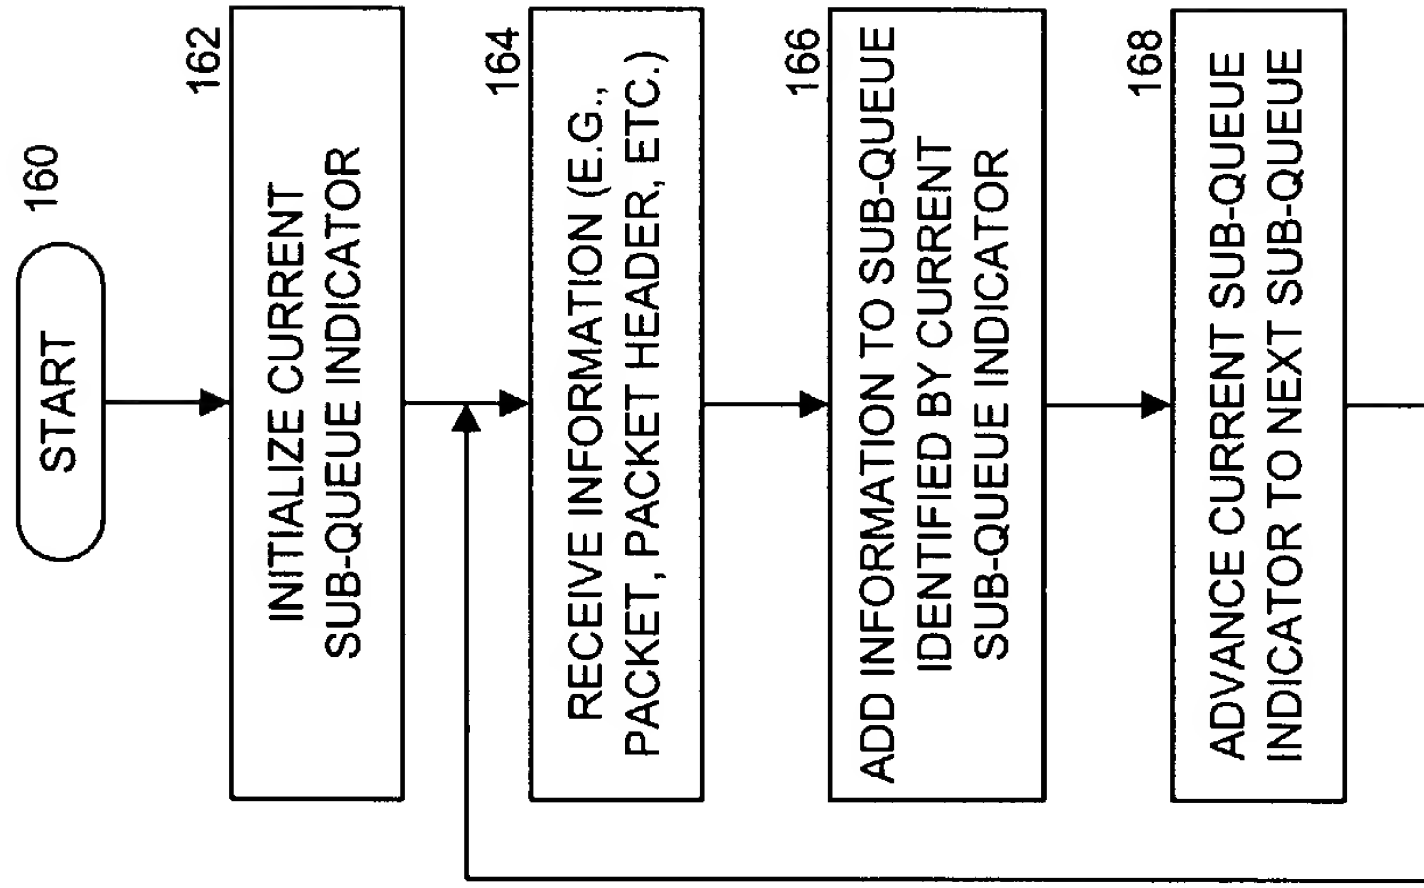 START
160
162
INITIALIZE CURRENT
SUB-QUEUE INDICATOR
164
RECEIVE INFORMATION (E.G.,
PACKET, PACKET HEADER, ETC.)
166
ADD INFORMATION TO SUB-QUEUE
IDENTIFIED BY CURRENT
SUB-QUEUE INDICATOR
168
ADVANCE CURRENT SUB-QUEUE
INDICATOR TO NEXT SUB-QUEUE